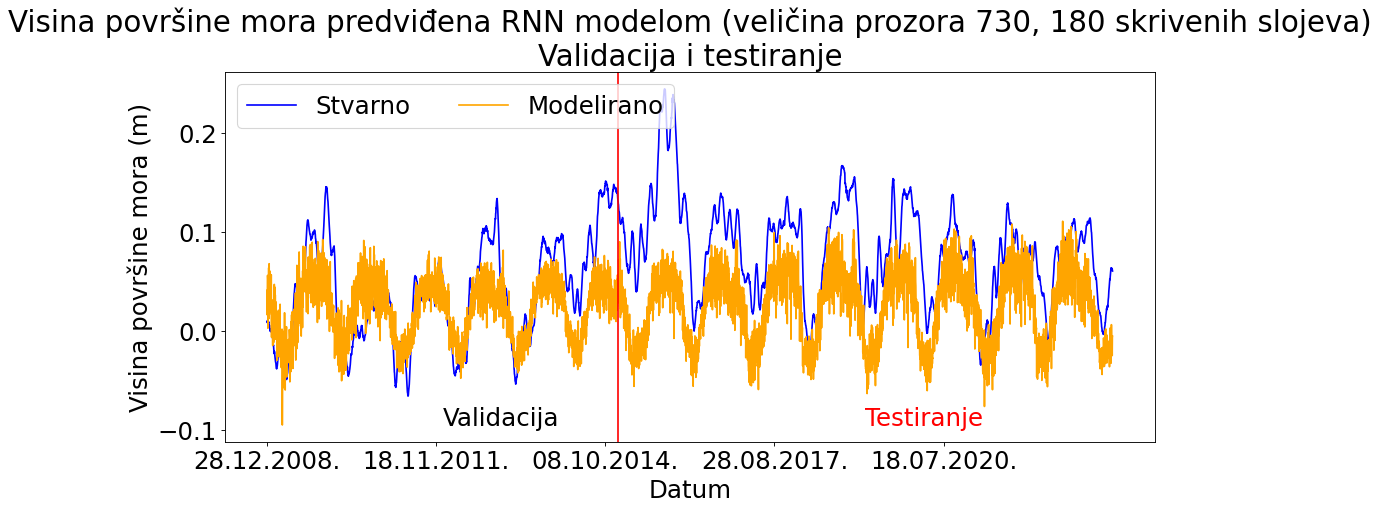 Visina površine mora predviđena RNN modelom (veličina prozora 730, 180 skrivenih slojeva)
Validacija i testiranje
Stvarno
Modelirano
Visina površine mora (m)
0.2
0.1
0.0
−0.1
Validacija
Testiranje
28.12.2008.
18.11.2011.
08.10.2014.
28.08.2017.
18.07.2020.
Datum